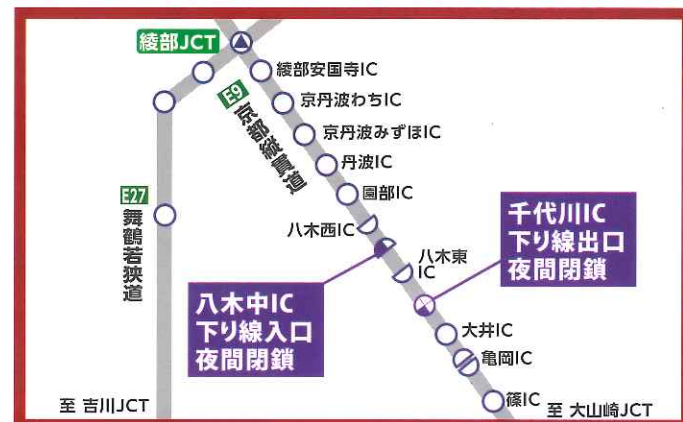 綾部JCT
綾部安国寺IC
E9
京都縦貫道
京丹波わちIC
京丹波みずほIC
丹波IC
園部IC
E27
舞鶴若狭道
八木西IC
千代川IC
下り線出口
夜間閉鎖
八木東
IC
八木中IC
下り線入口
夜間閉鎖
大井IC
亀岡IC
篠IC
至 吉川JCT
至 大山崎JCT